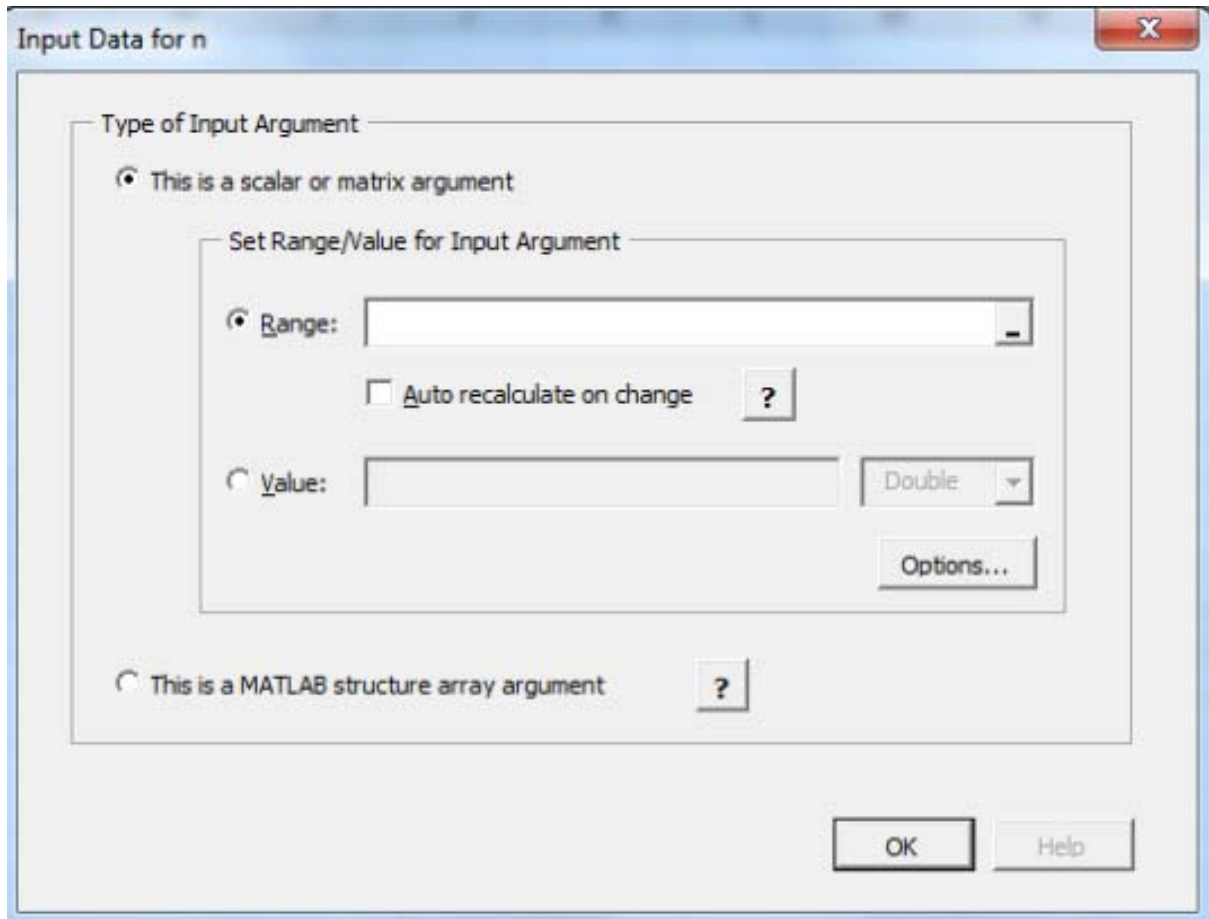 Input Data for n
X
Type of Input Argument
This is a scalar or matrix argument
Set Range/Value for Input Argument
Range:
_
Auto recalculate on change
?
Value:
Double
Options...
This is a MATLAB structure array argument
?
OK
Help